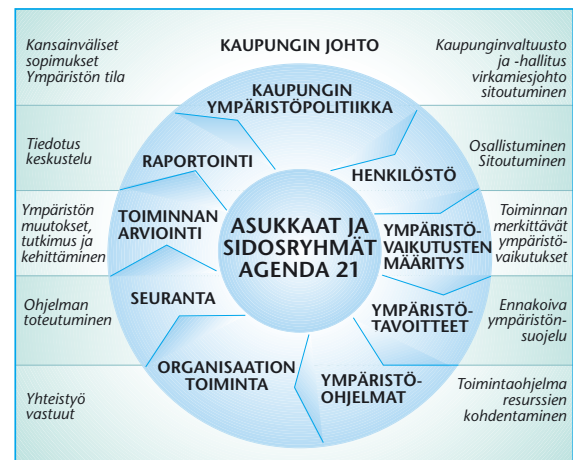 KAUPUNGIN JOHTO
Kansainväliset
sopimukset
Ympäristön tila
Kaupunginvaltuusto
ja -hallitus
virkamiesjohto
sitoutuminen
KAUPUNGIN
YMPÄRISTÖPOLITIIKKA
Tiedotus
keskustelu
RAPORTOINTI
HENKILÖSTÖ
Osallistuminen
Sitoutuminen
Ympäristön
muutokset,
tutkimus ja
kehittäminen
TOIMINNAN
ARVIOINTI
ASUKKAAT JA
SIDOSRYHMÄT
AGENDA 21
YMPÄRISTÖ-
VAIKUTUSTEN
MÄÄRITYS
Toiminnan
merkittävät
ympäristö-
vaikutukset
Ohjelman
toteutuminen
SEURANTA
YMPÄRISTÖ-
TAVOITTEET
Ennakoiva
ympäristön-
suojelu
Yhteistyö
vastuut
ORGANISAATION
TOIMINTA
YMPÄRISTÖ-
OHJELMAT
Toimintaohjelma
resurssien
kohdentaminen